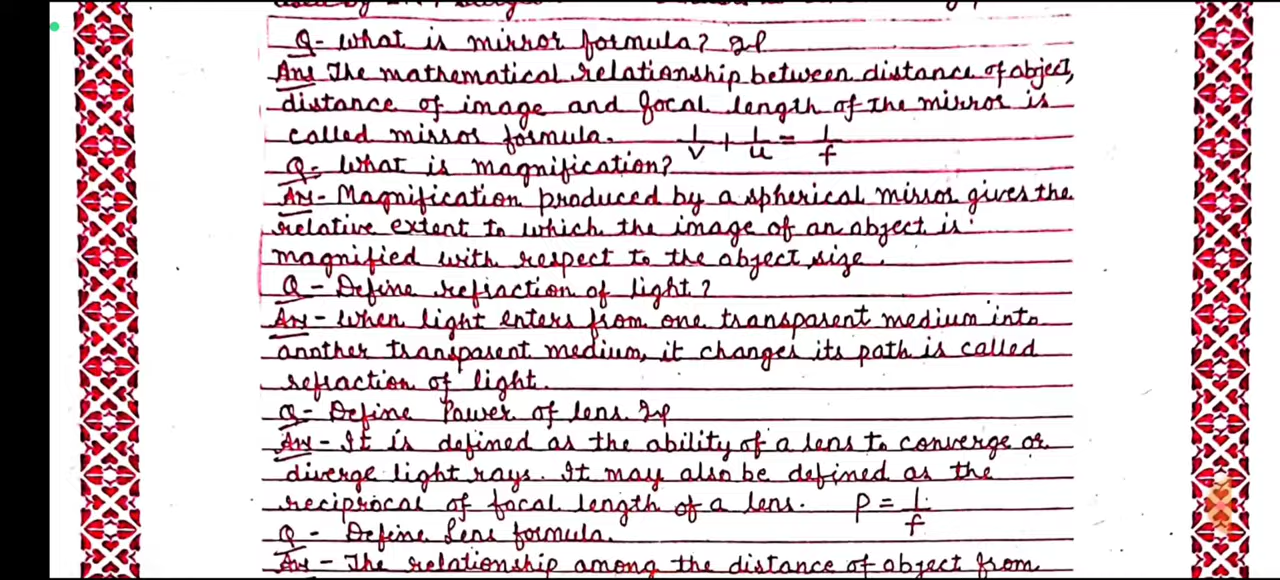 Q- What is mirror formula? 2p
Ans The mathematical relationship between distance of object,
distance of image and focal length of the mirror is
called mirror formula. 1/v + 1/u = 1/f
Q- What is magnification?
Ans- Magnification produced by a spherical mirror gives the
relative extent to which the image of an object is
magnified with respect to the object size.
Q- Define refraction of light?
Ans- When light enters from one transparent medium into
another transparent medium, it changes its path is called
refraction of light.
Q- Define Power of lens. 2p
Ans- It is defined as the ability of a lens to converge or
diverge light rays. It may also be defined as the
reciprocal of focal length of a lens. P = 1/f
Q- Define Lens formula.
Ans- The relationship among the distance of object from